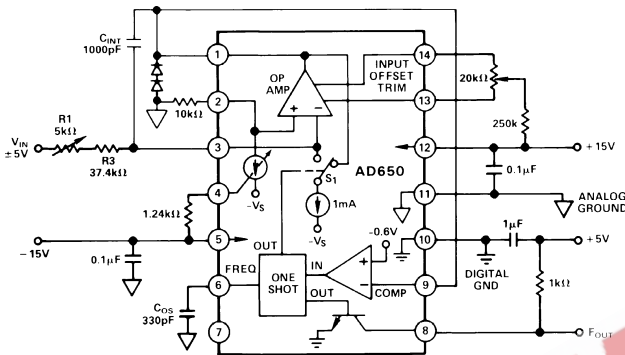 CINT
1000pF
1
14
OP
AMP
INPUT
OFFSET
TRIM
20kΩ
2
10kΩ
13
+
−
250k
R1
5kΩ
VIN
±5V
R3
37.4kΩ
3
12
+15V
S1
AD650
0.1µF
4
1mA
11
ANALOG
GROUND
1.24kΩ
−VS
−VS
−0.6V
1µF
−15V
5
OUT
10
+5V
0.1µF
+
DIGITAL
GND
1kΩ
6
FREQ
ONE
SHOT
IN
OUT
−
COMP
9
COS
330pF
7
8
FOUT